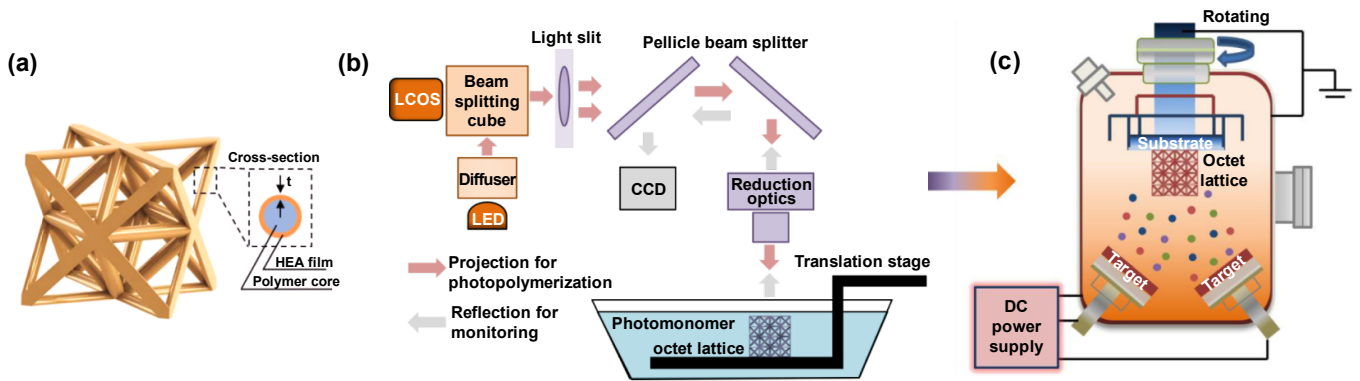 (a)
Cross-section
t
HEA film
Polymer core
(b)
Light slit
Pellicle beam splitter
LCOS
Beam
splitting
cube
Diffuser
LED
CCD
Reduction
optics
Projection for
photopolymerization
Reflection for
monitoring
Translation stage
Photomonomer
octet lattice
(c)
Rotating
Substrate
Octet
lattice
Target
Target
DC
power
supply